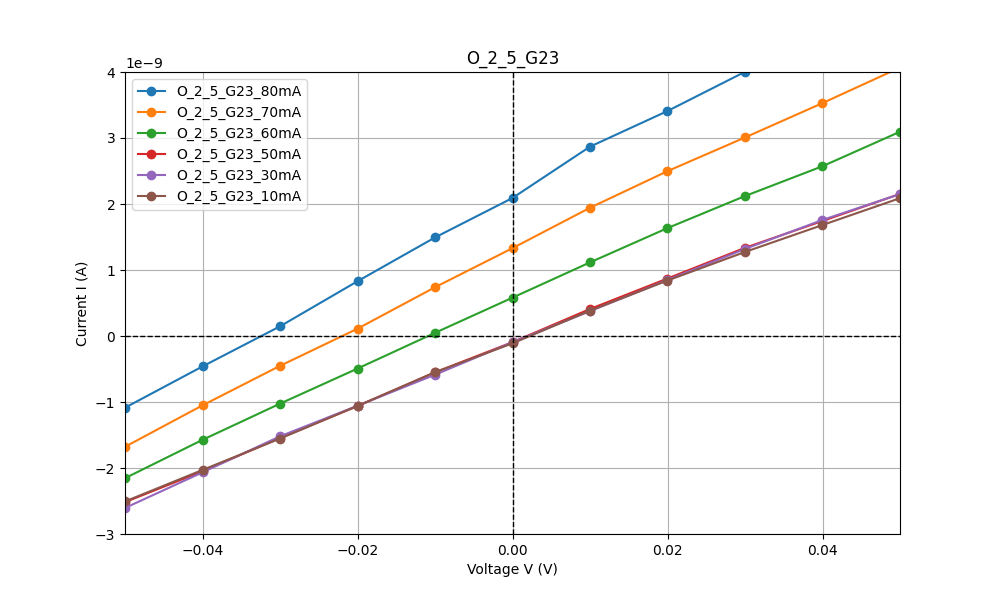 O_2_5_G23
1e−9
4
3
2
1
0
−1
−2
−3
O_2_5_G23_80mA
O_2_5_G23_70mA
O_2_5_G23_60mA
O_2_5_G23_50mA
O_2_5_G23_30mA
O_2_5_G23_10mA
Current I (A)
−0.04 −0.02 0.00 0.02 0.04
Voltage V (V)